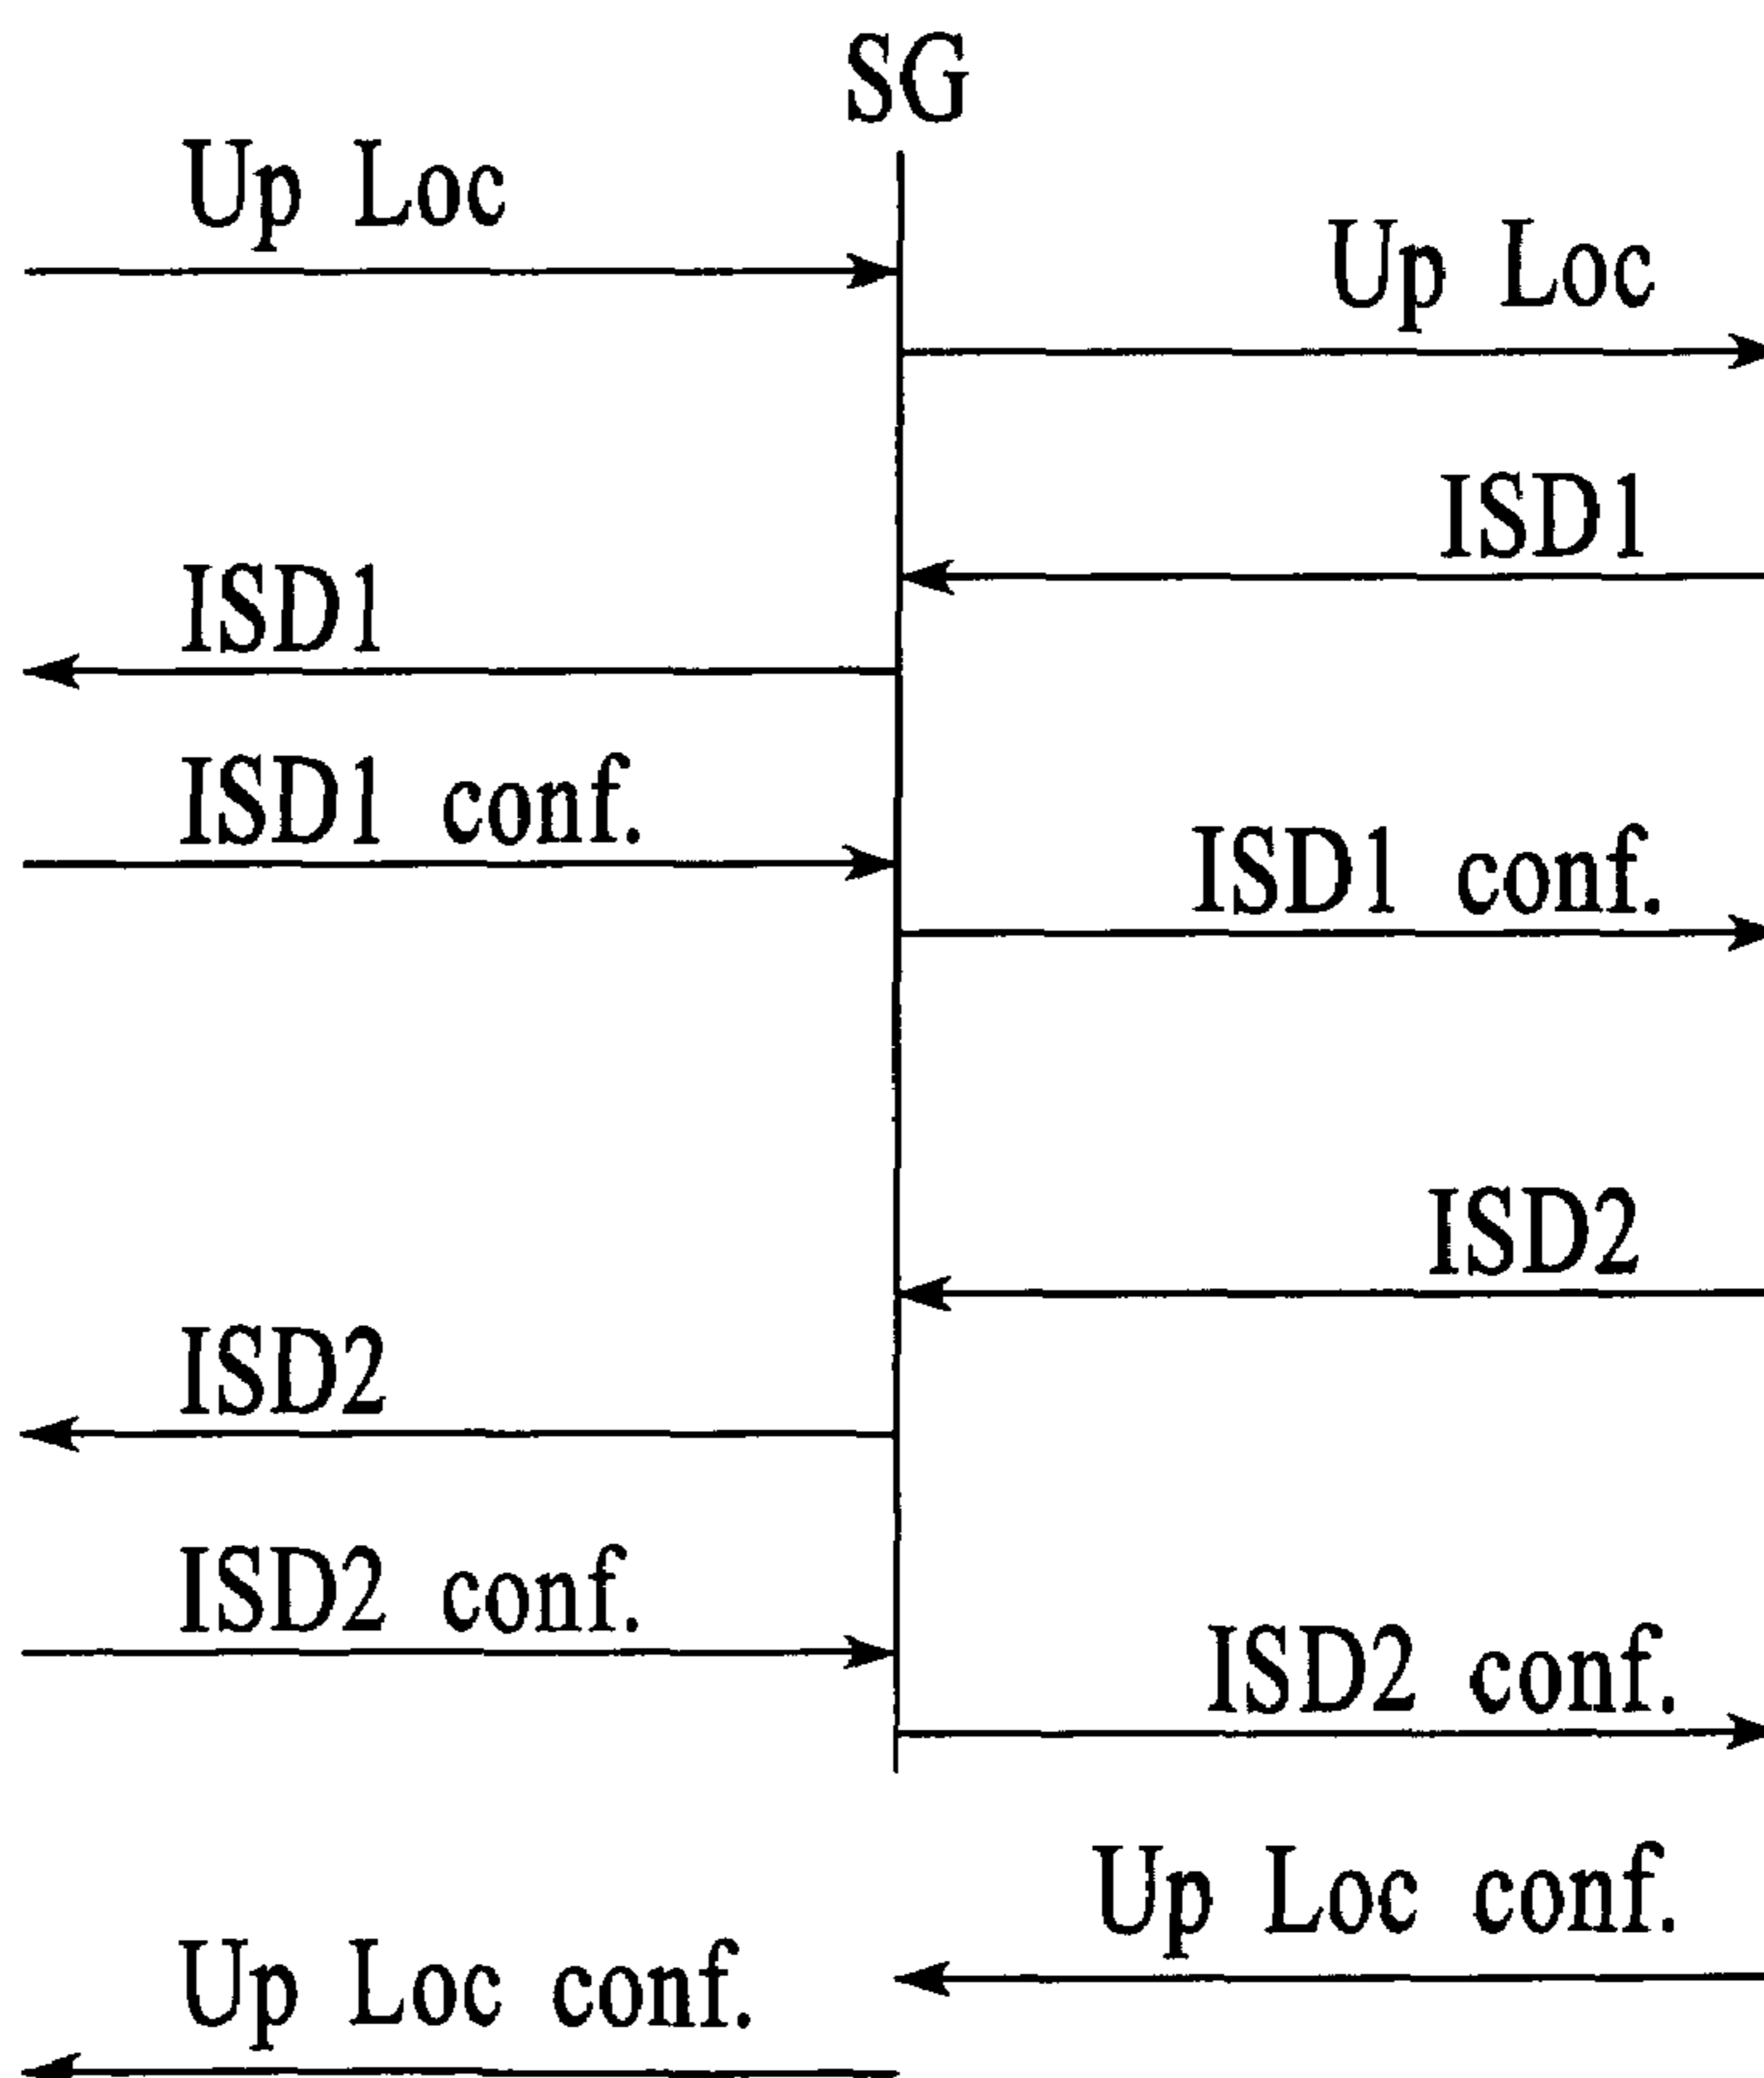 SG
Up Loc
Up Loc
ISD1
ISD1
ISD1 conf.
ISD1 conf.
ISD2
ISD2
ISD2 conf.
ISD2 conf.
Up Loc conf.
Up Loc conf.